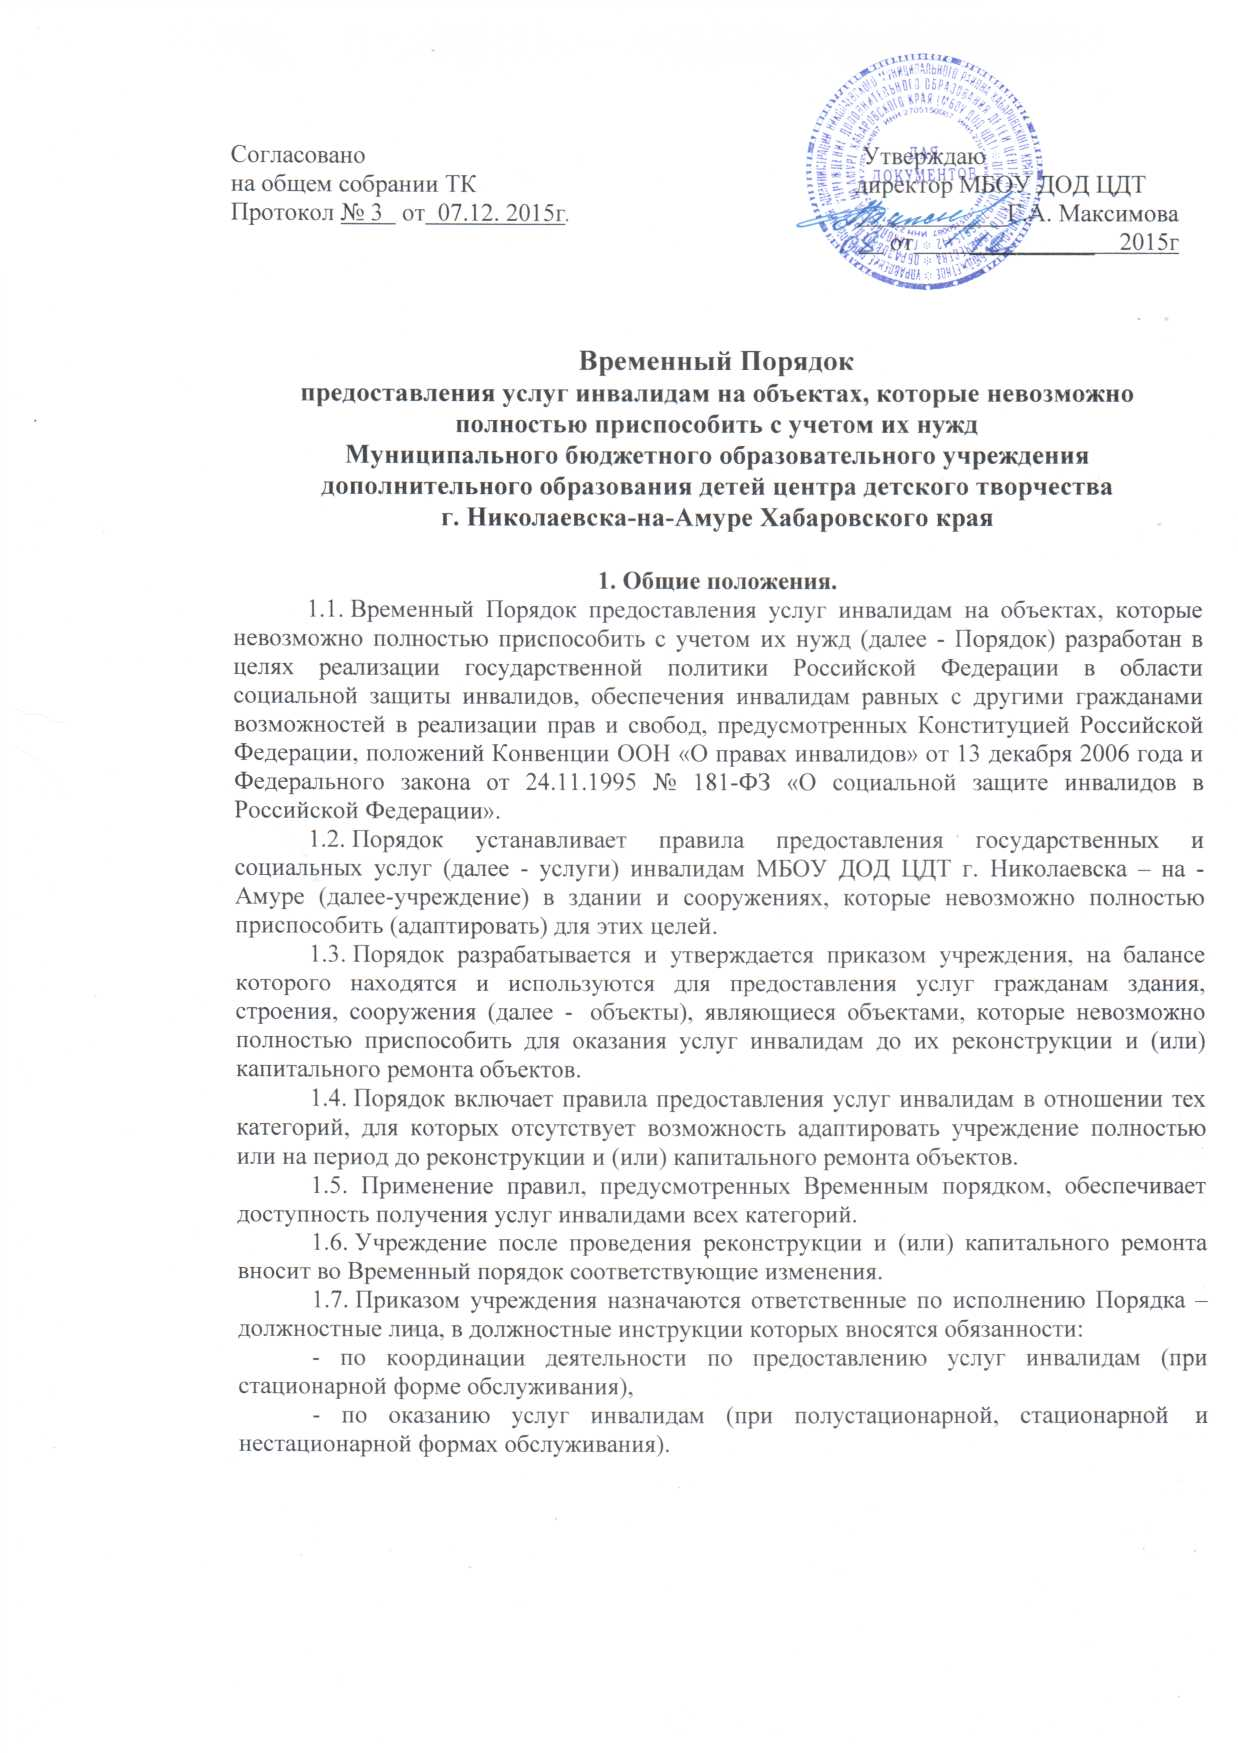 Согласовано
на общем собрании ТК
Протокол № 3 от 07.12. 2015г.
Утверждаю
директор МБОУ ДОД ЦДТ
Г.А. Максимова
от 2015г
ДЛЯ
ДОКУМЕНТОВ
Временный Порядок
предоставления услуг инвалидам на объектах, которые невозможно
полностью приспособить с учетом их нужд
Муниципального бюджетного образовательного учреждения
дополнительного образования детей центра детского творчества
г. Николаевска-на-Амуре Хабаровского края
1. Общие положения.
1.1. Временный Порядок предоставления услуг инвалидам на объектах, которые
невозможно полностью приспособить с учетом их нужд (далее - Порядок) разработан в
целях реализации государственной политики Российской Федерации в области
социальной защиты инвалидов, обеспечения инвалидам равных с другими гражданами
возможностей в реализации прав и свобод, предусмотренных Конституцией Российской
Федерации, положений Конвенции ООН «О правах инвалидов» от 13 декабря 2006 года и
Федерального закона от 24.11.1995 № 181-ФЗ «О социальной защите инвалидов в
Российской Федерации».
1.2. Порядок устанавливает правила предоставления государственных и
социальных услуг (далее - услуги) инвалидам МБОУ ДОД ЦДТ г. Николаевска – на -
Амуре (далее-учреждение) в здании и сооружениях, которые невозможно полностью
приспособить (адаптировать) для этих целей.
1.3. Порядок разрабатывается и утверждается приказом учреждения, на балансе
которого находятся и используются для предоставления услуг гражданам здания,
строения, сооружения (далее - объекты), являющиеся объектами, которые невозможно
полностью приспособить для оказания услуг инвалидам до их реконструкции и (или)
капитального ремонта объектов.
1.4. Порядок включает правила предоставления услуг инвалидам в отношении тех
категорий, для которых отсутствует возможность адаптировать учреждение полностью
или на период до реконструкции и (или) капитального ремонта объектов.
1.5. Применение правил, предусмотренных Временным порядком, обеспечивает
доступность получения услуг инвалидами всех категорий.
1.6. Учреждение после проведения реконструкции и (или) капитального ремонта
вносит во Временный порядок соответствующие изменения.
1.7. Приказом учреждения назначаются ответственные по исполнению Порядка –
должностные лица, в должностные инструкции которых вносятся обязанности:
- по координации деятельности по предоставлению услуг инвалидам (при
стационарной форме обслуживания),
- по оказанию услуг инвалидам (при полустационарной, стационарной и
нестационарной формах обслуживания).